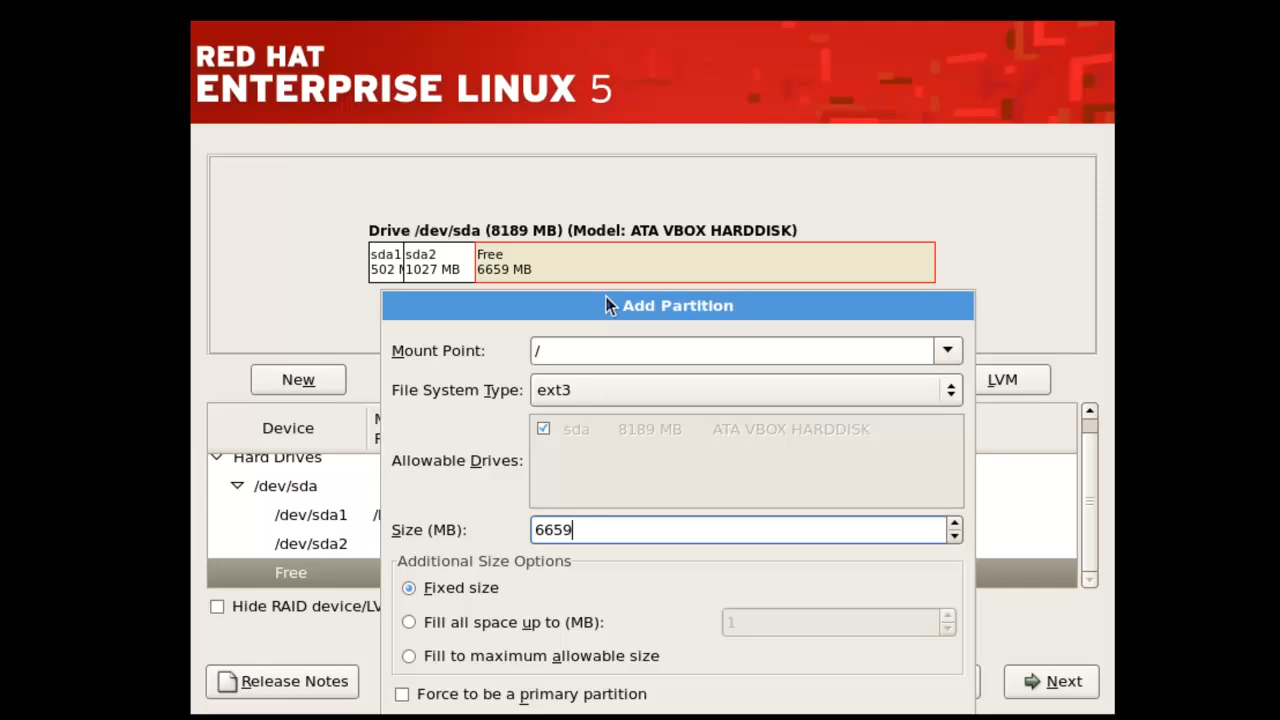 RED HAT
ENTERPRISE LINUX 5
Drive /dev/sda (8189 MB) (Model: ATA VBOX HARDDISK)
sda1 sda2 Free
502 1027 MB 6659 MB
Add Partition
Mount Point: /
New LVM
File System Type: ext3
Device
sda 8189 MB ATA VBOX HARDDISK
Hard Drives
Allowable Drives:
/dev/sda
/dev/sda1
Size (MB): 6659
/dev/sda2
Additional Size Options
Free
Fixed size
Hide RAID device/LV
Fill all space up to (MB): 1
Fill to maximum allowable size
Release Notes Next
Force to be a primary partition